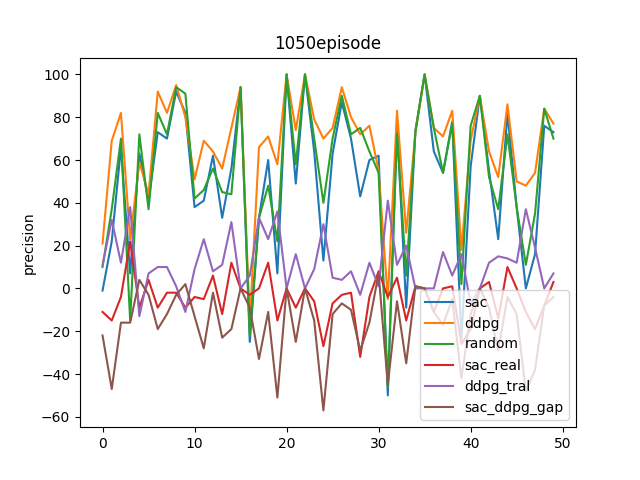 1050episode
precision
100
80
60
40
20
0
−20
−40
−60
0 10 20 30 40 50
sac
ddpg
random
sac_real
ddpg_tral
sac_ddpg_gap